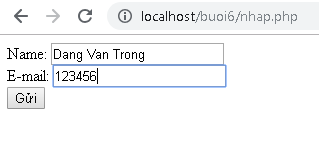 localhost/buoi6/nhap.php
Name: Dang Van Trong
E-mail: 123456
Gửi